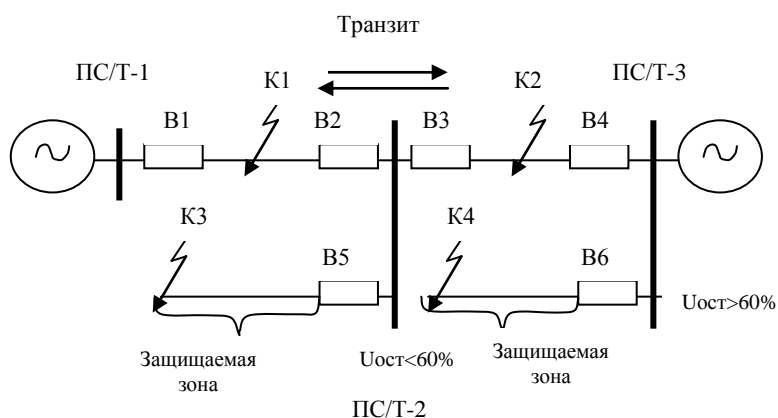 Транзит
ПС/Т-1
К1
К2
ПС/Т-3
В1
В2
В3
В4
К3
К4
В5
В6
Uост>60%
Защищаемая
зона
Uост<60%
Защищаемая
зона
ПС/Т-2